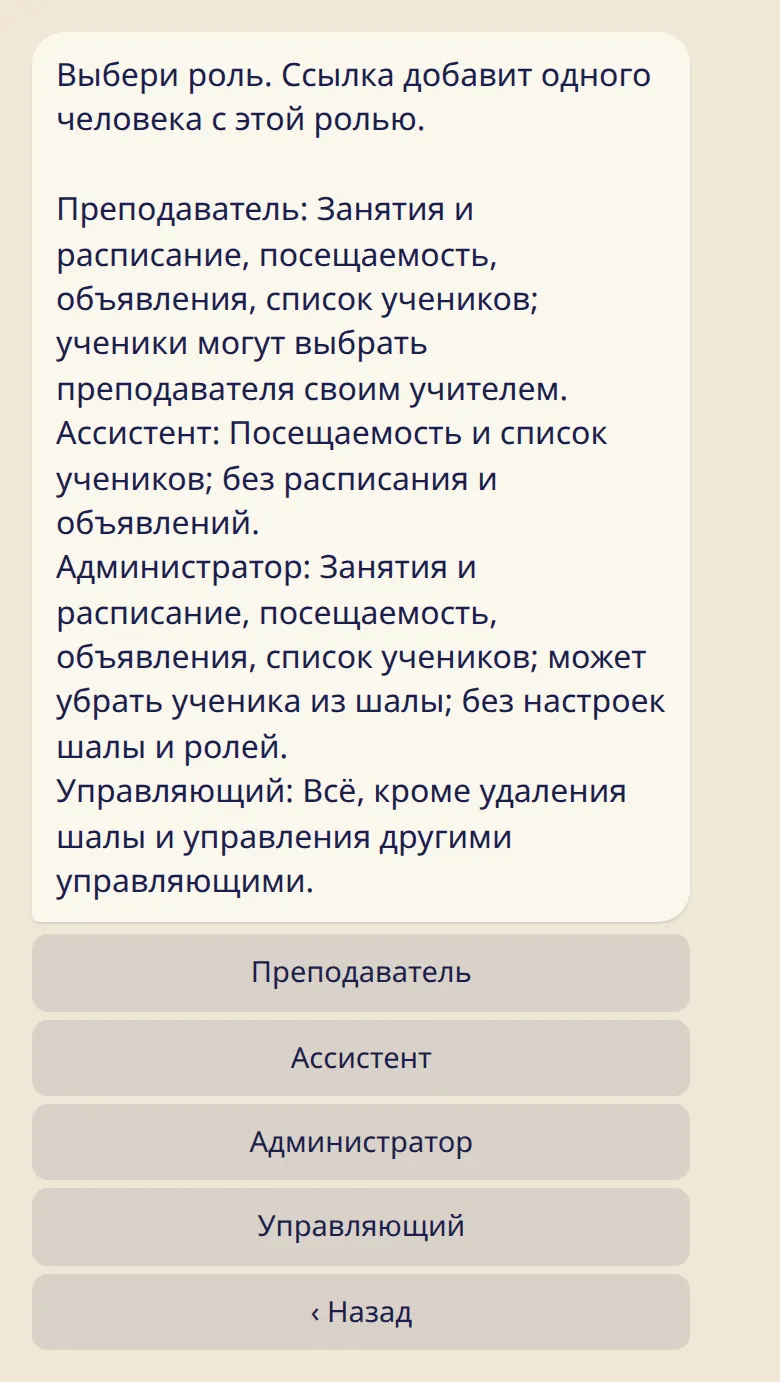 Выбери роль. Ссылка добавит одного
человека с этой ролью.
Преподаватель: Занятия и
расписание, посещаемость,
объявления, список учеников;
ученики могут выбрать
преподавателя своим учителем.
Ассистент: Посещаемость и список
учеников; без расписания и
объявлений.
Администратор: Занятия и
расписание, посещаемость,
объявления, список учеников; может
убрать ученика из шалы; без настроек
шалы и ролей.
Управляющий: Всё, кроме удаления
шалы и управления другими
управляющими.
Преподаватель
Ассистент
Администратор
Управляющий
‹ Назад